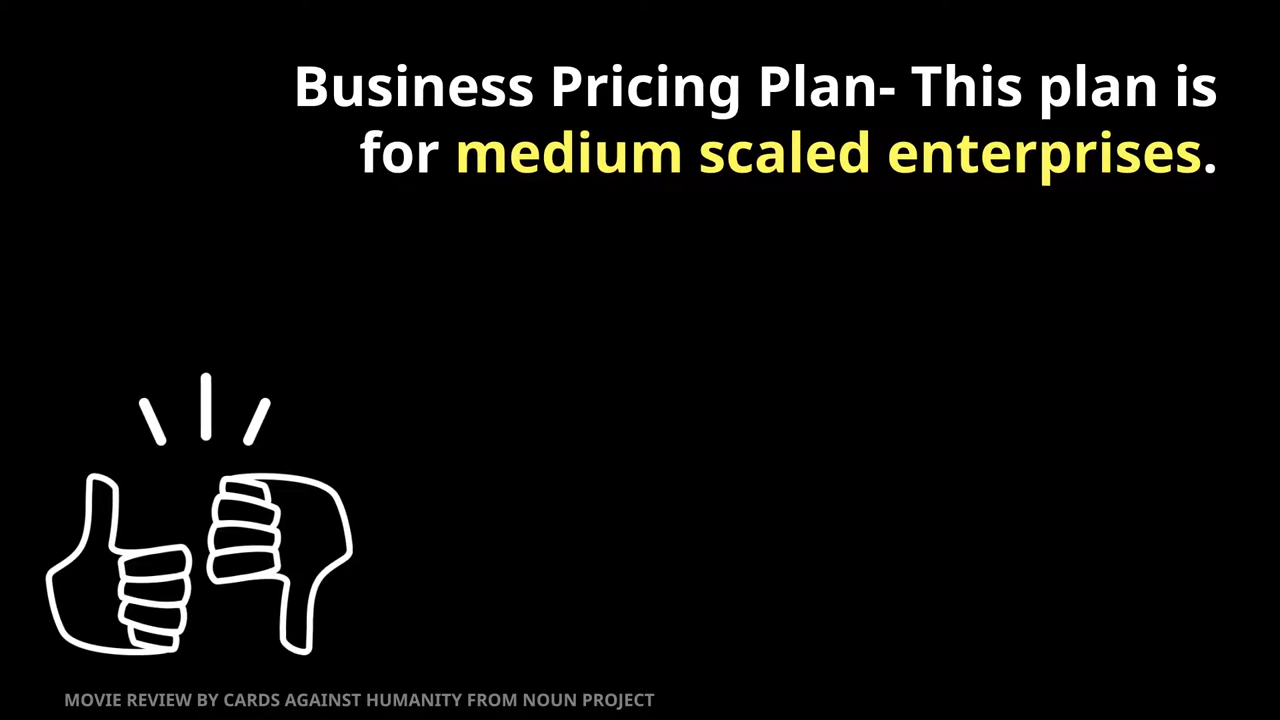 Business Pricing Plan- This plan is
for medium scaled enterprises.
MOVIE REVIEW BY CARDS AGAINST HUMANITY FROM NOUN PROJECT